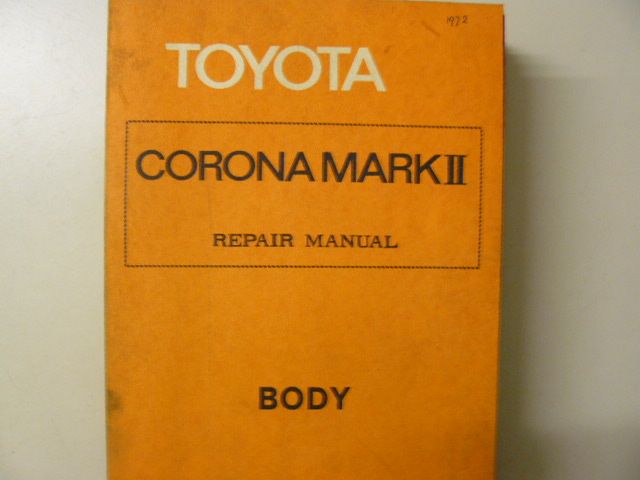 1972
TOYOTA
CORONA MARK II
REPAIR MANUAL
BODY